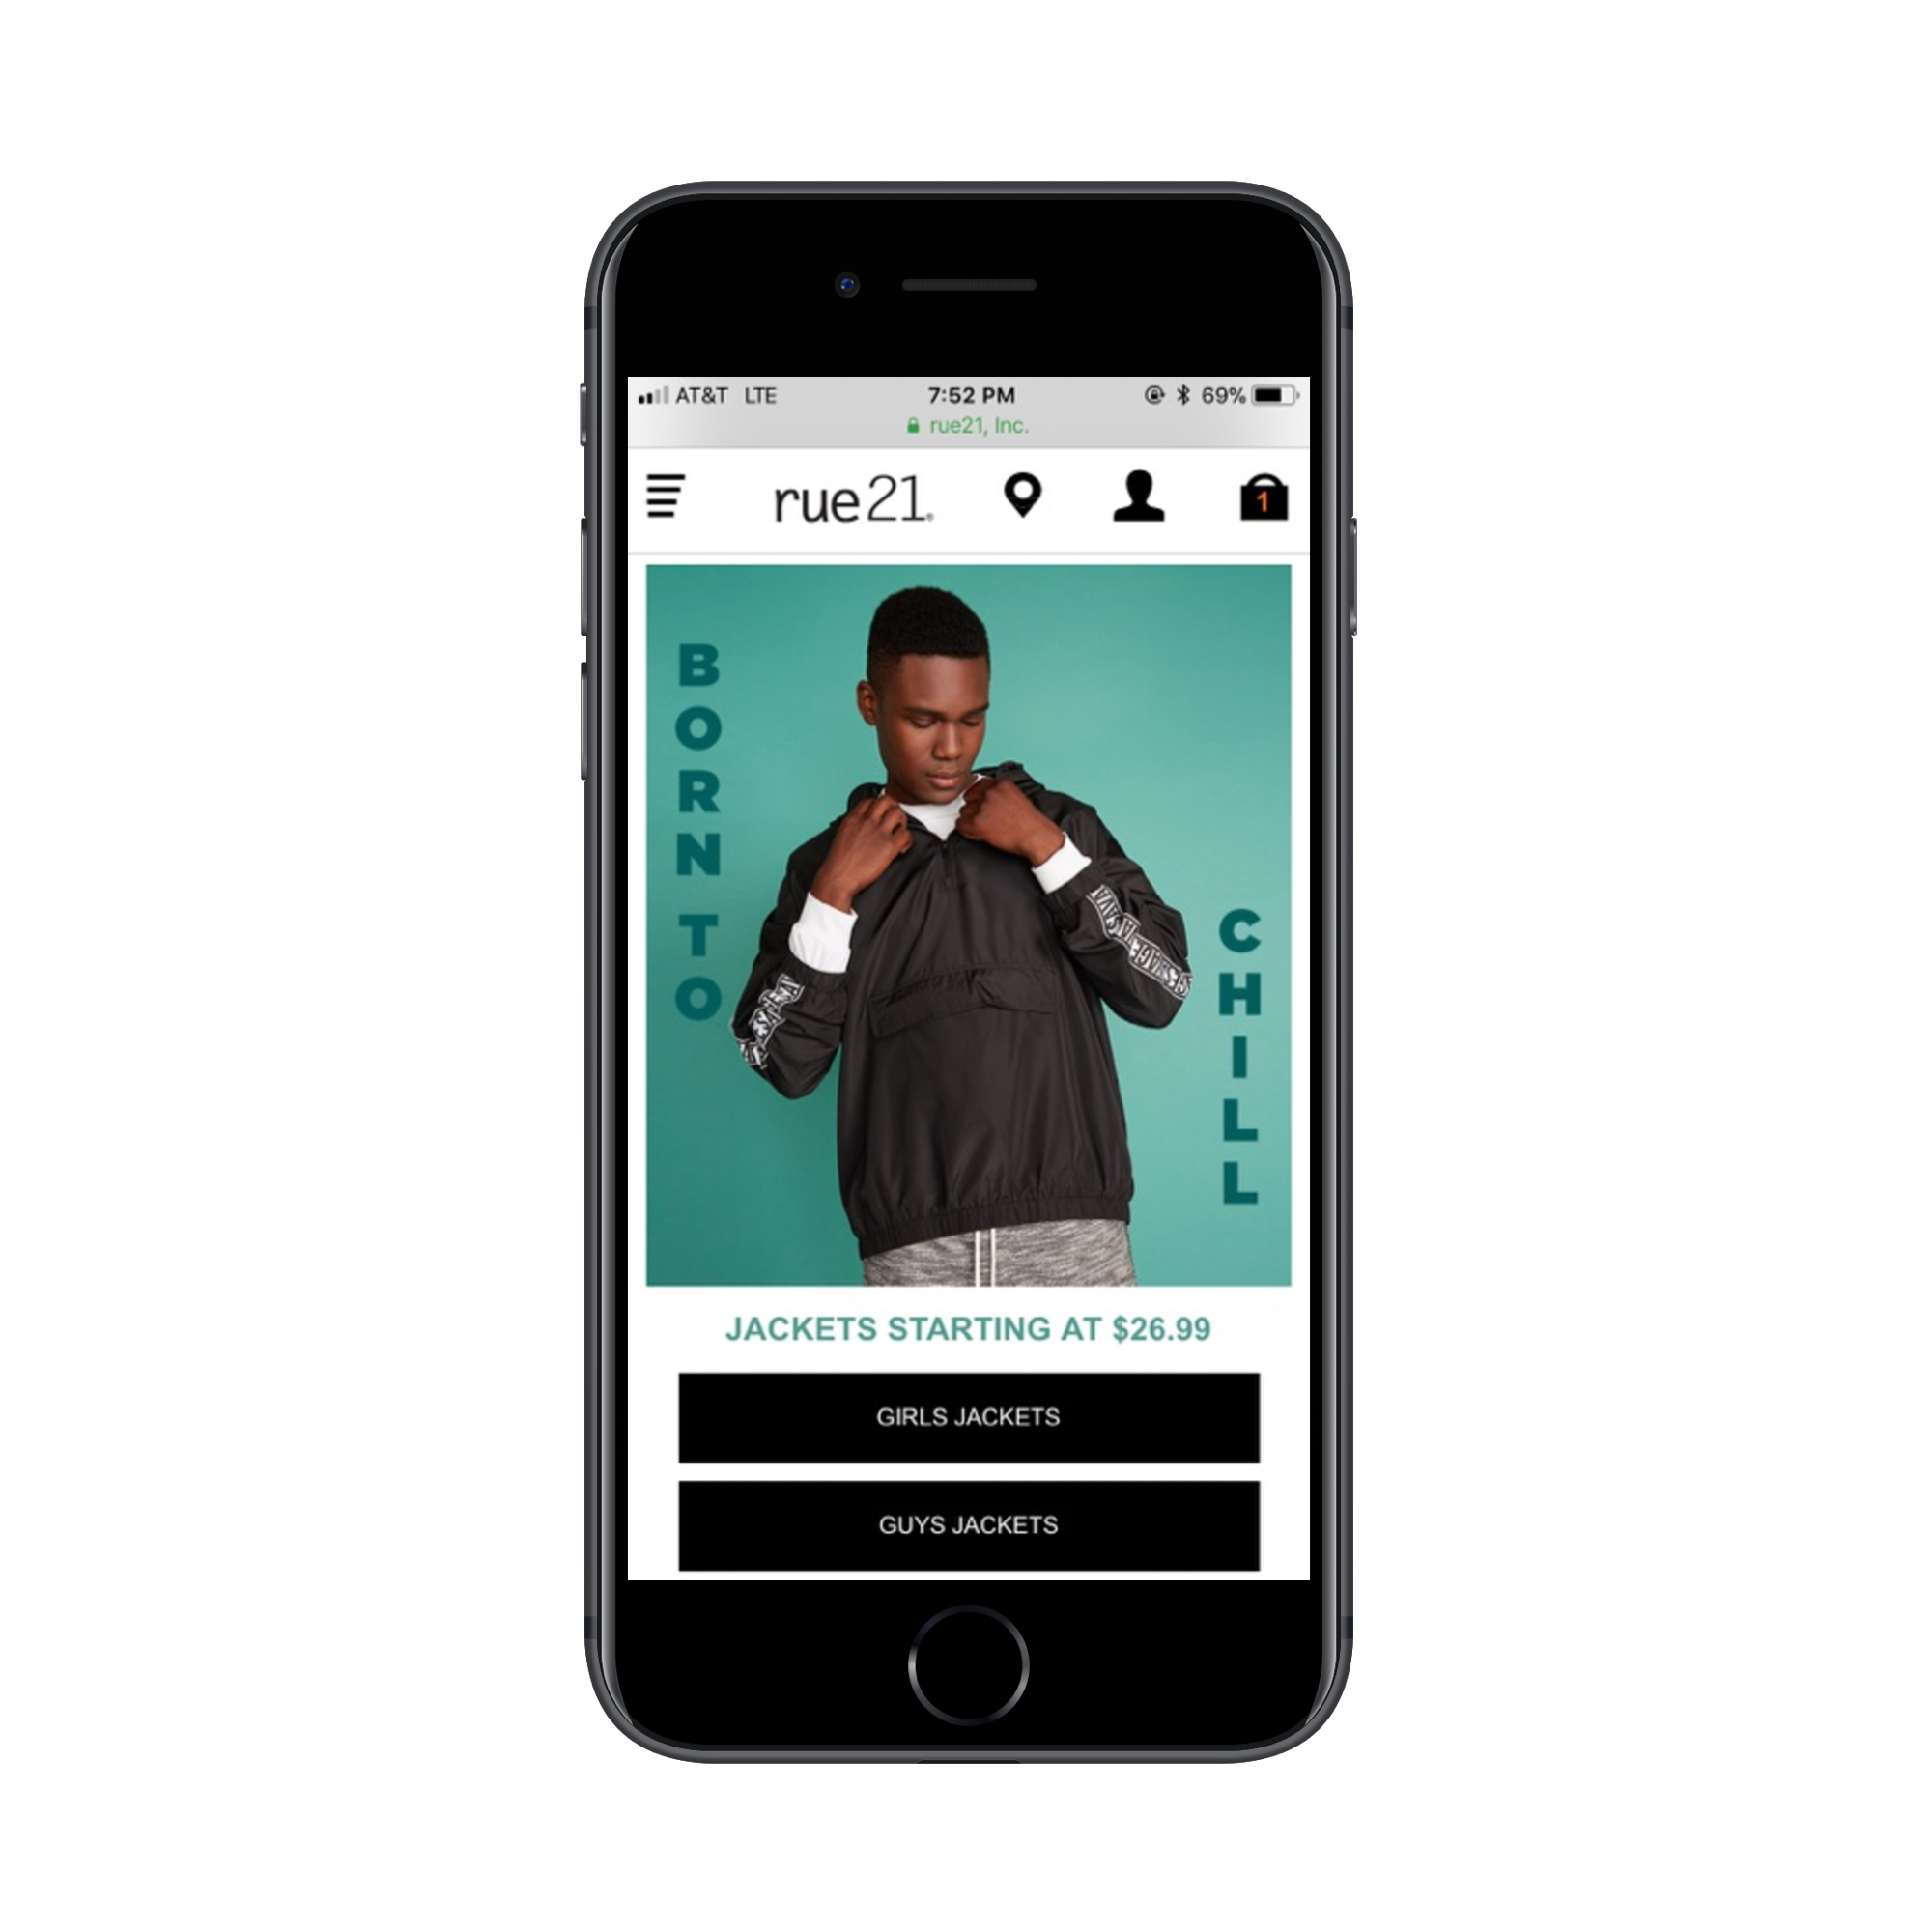 AT&T LTE 7:52 PM 69%
rue21, Inc.
rue21
1
BORN TO
CHILL
JACKETS STARTING AT $26.99
GIRLS JACKETS
GUYS JACKETS